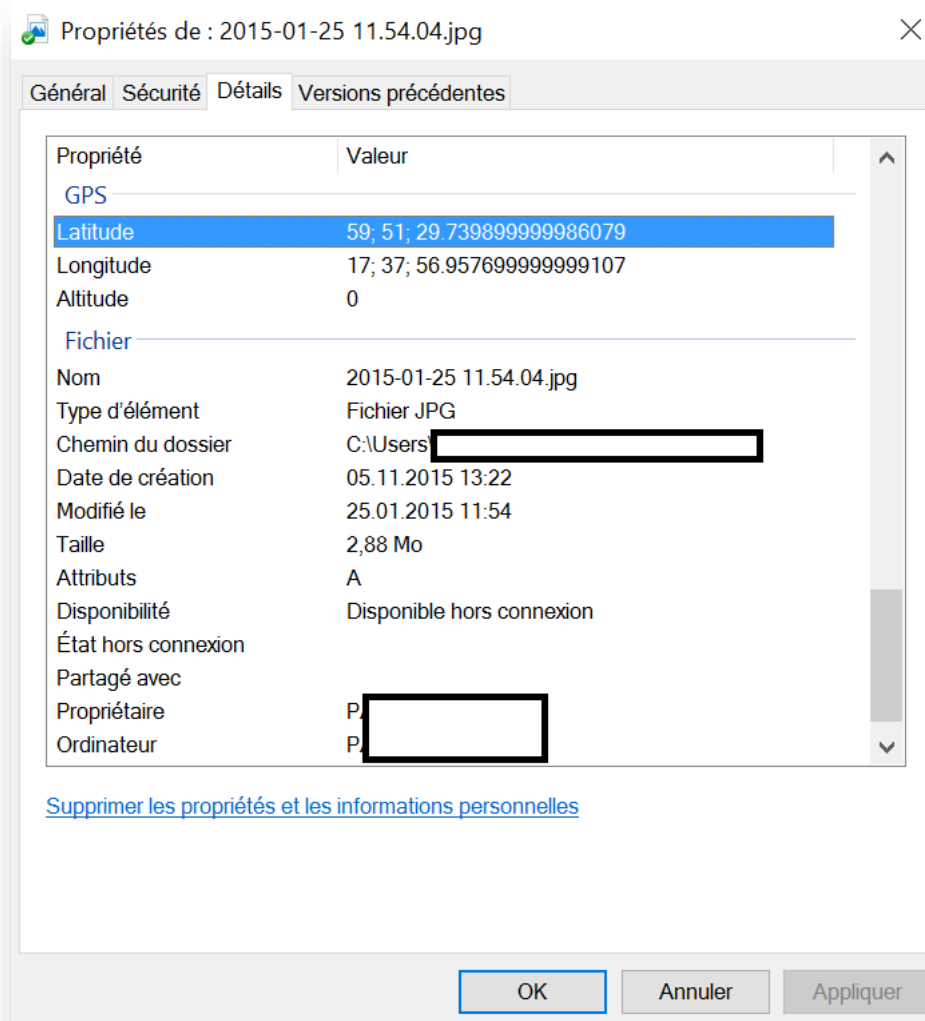 Propriétés de : 2015-01-25 11.54.04.jpg
Général Sécurité Détails Versions précédentes
Propriété Valeur
GPS
Latitude 59; 51; 29.739899999986079
Longitude 17; 37; 56.957699999999107
Altitude 0
Fichier
Nom 2015-01-25 11.54.04.jpg
Type d’élément Fichier JPG
Chemin du dossier C:\Users\
Date de création 05.11.2015 13:22
Modifié le 25.01.2015 11:54
Taille 2,88 Mo
Attributs A
Disponibilité Disponible hors connexion
État hors connexion
Partagé avec
Propriétaire
Ordinateur
Supprimer les propriétés et les informations personnelles
OK Annuler Appliquer